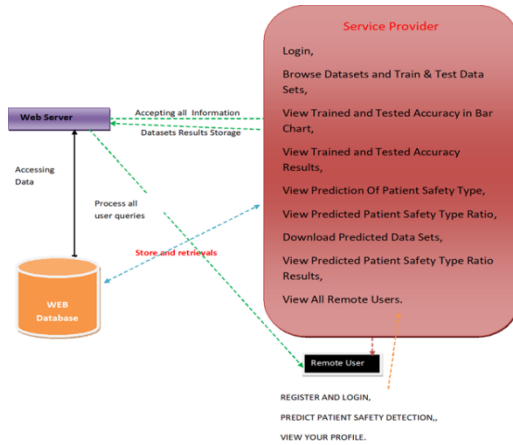 Service Provider
Login,
Browse Datasets and Train & Test Data
Sets,
View Trained and Tested Accuracy in Bar
Chart,
View Trained and Tested Accuracy
Results,
View Prediction Of Patient Safety Type,
View Predicted Patient Safety Type Ratio,
Download Predicted Data Sets,
View Predicted Patient Safety Type Ratio
Results,
View All Remote Users.
Web Server
Accepting all Information
Datasets Results Storage
Accessing
Data
Process all
user queries
Store and retrievals
WEB
Database
Remote User
REGISTER AND LOGIN,
PREDICT PATIENT SAFETY DETECTION,,
VIEW YOUR PROFILE.